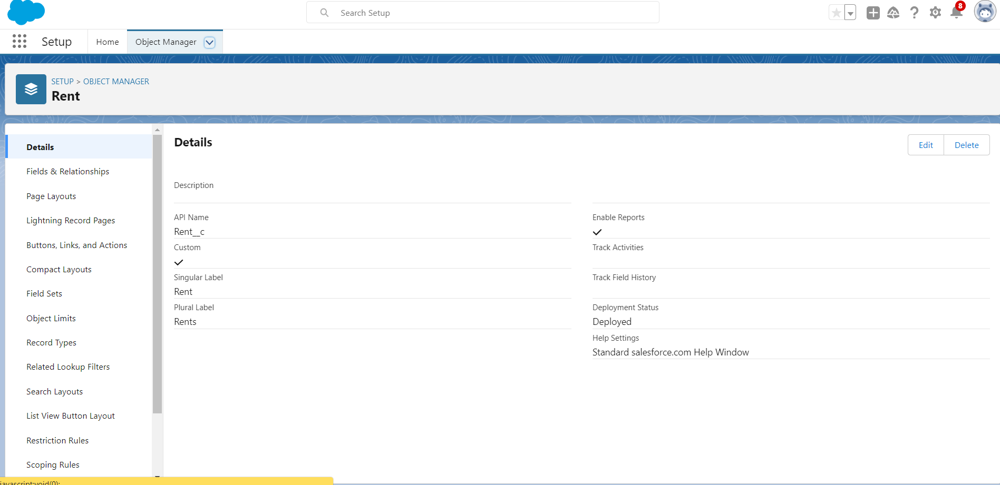 Search Setup
8
Setup
Home
Object Manager
SETUP > OBJECT MANAGER
Rent
Details
Fields & Relationships
Page Layouts
Lightning Record Pages
Buttons, Links, and Actions
Compact Layouts
Field Sets
Object Limits
Record Types
Related Lookup Filters
Search Layouts
List View Button Layout
Restriction Rules
Scoping Rules
Details
Edit
Delete
Description
API Name
Rent__c
Custom
Singular Label
Rent
Plural Label
Rents
Enable Reports
Track Activities
Track Field History
Deployment Status
Deployed
Help Settings
Standard salesforce.com Help Window
javascript:void(0);